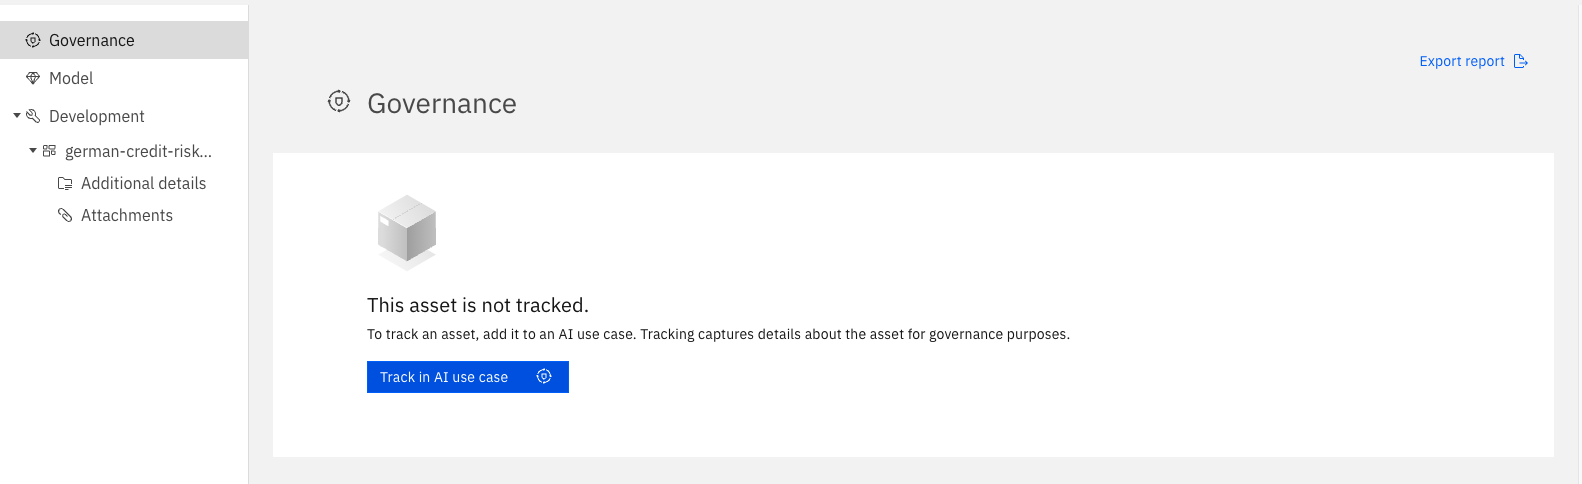 Governance
Model
Development
german-credit-risk...
Additional details
Attachments
Export report
Governance
This asset is not tracked.
To track an asset, add it to an AI use case. Tracking captures details about the asset for governance purposes.
Track in AI use case